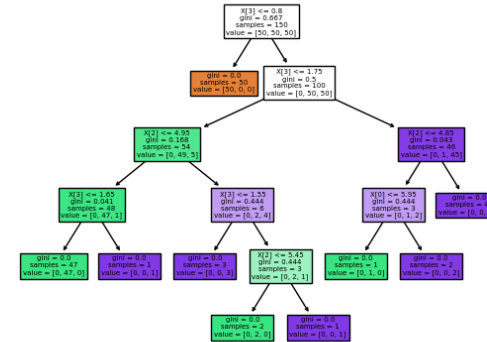 X[3] <= 0.8
gini = 0.667
samples = 150
value = [50, 50, 50]
gini = 0.0
samples = 50
value = [50, 0, 0]
X[3] <= 1.75
gini = 0.5
samples = 100
value = [0, 50, 50]
X[2] <= 4.95
gini = 0.168
samples = 54
value = [0, 49, 5]
X[2] <= 4.85
gini = 0.043
samples = 46
value = [0, 1, 45]
X[3] <= 1.65
gini = 0.041
samples = 48
value = [0, 47, 1]
X[3] <= 1.55
gini = 0.444
samples = 6
value = [0, 2, 4]
X[0] <= 5.95
gini = 0.444
samples = 3
value = [0, 1, 2]
gini = 0.0
samples = 4
value = [0, 0,
gini = 0.0
samples = 47
value = [0, 47, 0]
gini = 0.0
samples = 1
value = [0, 0, 1]
gini = 0.0
samples = 3
value = [0, 0, 3]
X[2] <= 5.45
gini = 0.444
samples = 3
value = [0, 2, 1]
gini = 0.0
samples = 1
value = [0, 1, 0]
gini = 0.0
samples = 2
value = [0, 0, 2]
gini = 0.0
samples = 2
value = [0, 2, 0]
gini = 0.0
samples = 1
value = [0, 0, 1]